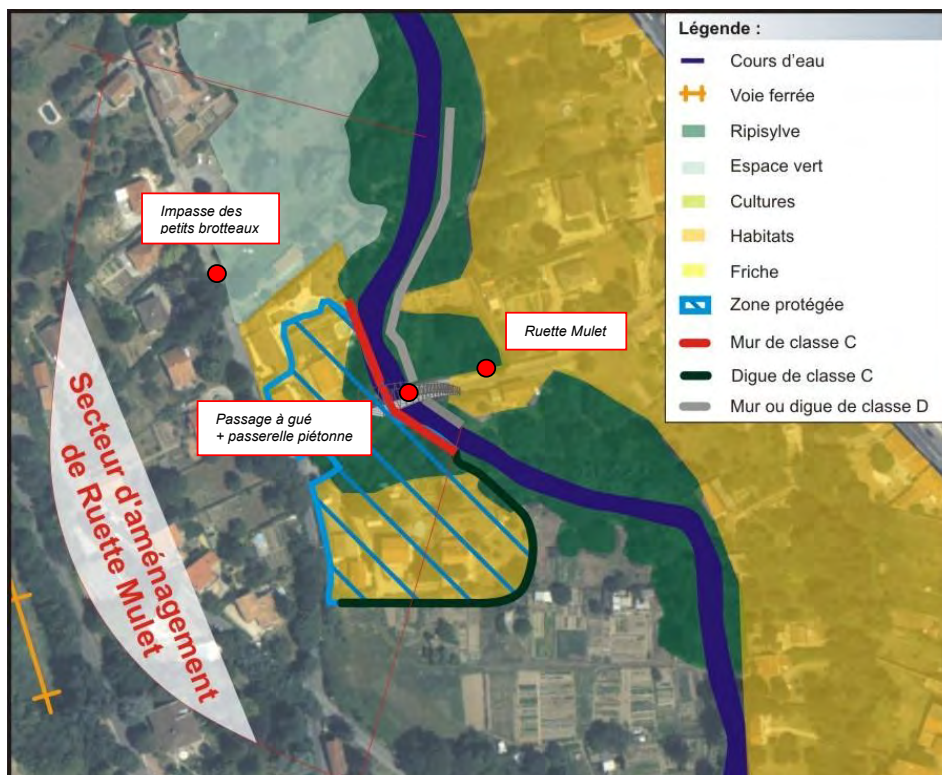 Légende :
Cours d'eau
Voie ferrée
Ripisylve
Espace vert
Cultures
Habitats
Friche
Zone protégée
Mur de classe C
Digue de classe C
Mur ou digue de classe D
Impasse des
petits brotteaux
Ruette Mulet
Passage à gué
+ passerelle piétonne
Secteur d'aménagement
de Ruette Mulet